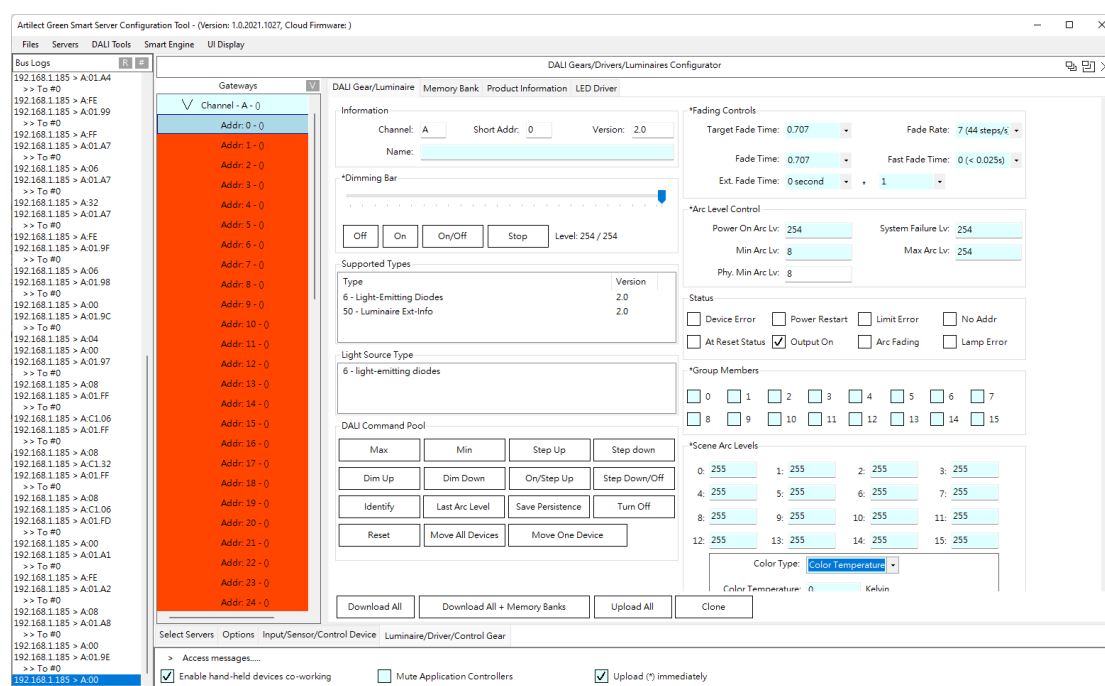 Artilect Green Smart Server Configuration Tool - (Version: 1.0.2021.1027, Cloud Firmware: )
Files Servers DALI Tools Smart Engine UI Display
Bus Logs R #
192.168.1.185 > A:01.A4
>> To #0
192.168.1.185 > A:FE
192.168.1.185 > A:01.99
>> To #0
192.168.1.185 > A:FF
192.168.1.185 > A:01.A7
>> To #0
192.168.1.185 > A:06
192.168.1.185 > A:01.A7
>> To #0
192.168.1.185 > A:32
192.168.1.185 > A:01.A7
>> To #0
192.168.1.185 > A:FE
192.168.1.185 > A:01.9F
>> To #0
192.168.1.185 > A:06
192.168.1.185 > A:01.98
>> To #0
192.168.1.185 > A:00
192.168.1.185 > A:01.9C
>> To #0
192.168.1.185 > A:04
192.168.1.185 > A:00
192.168.1.185 > A:01.97
>> To #0
192.168.1.185 > A:08
192.168.1.185 > A:01.FF
>> To #0
192.168.1.185 > A:C1.06
192.168.1.185 > A:01.FF
>> To #0
192.168.1.185 > A:08
192.168.1.185 > A:C1.32
192.168.1.185 > A:01.FF
>> To #0
192.168.1.185 > A:08
192.168.1.185 > A:C1.06
192.168.1.185 > A:01.FD
>> To #0
192.168.1.185 > A:00
192.168.1.185 > A:01.A1
>> To #0
192.168.1.185 > A:FE
192.168.1.185 > A:01.A2
>> To #0
192.168.1.185 > A:08
192.168.1.185 > A:01.A8
>> To #0
192.168.1.185 > A:00
192.168.1.185 > A:01.9E
>> To #0
192.168.1.185 > A:00
DALI Gears/Drivers/Luminaires Configurator
Gateways V
Channel - A - ()
Addr: 0 - ()
Addr: 1 - ()
Addr: 2 - ()
Addr: 3 - ()
Addr: 4 - ()
Addr: 5 - ()
Addr: 6 - ()
Addr: 7 - ()
Addr: 8 - ()
Addr: 9 - ()
Addr: 10 - ()
Addr: 11 - ()
Addr: 12 - ()
Addr: 13 - ()
Addr: 14 - ()
Addr: 15 - ()
Addr: 16 - ()
Addr: 17 - ()
Addr: 18 - ()
Addr: 19 - ()
Addr: 20 - ()
Addr: 21 - ()
Addr: 22 - ()
Addr: 23 - ()
Addr: 24 - ()
DALI Gear/Luminaire Memory Bank Product Information LED Driver
Information
Channel: A Short Addr: 0 Version: 2.0
Name:
*Dimming Bar
Off On On/Off Stop Level: 254 / 254
Supported Types
Type Version
6 - Light-Emitting Diodes 2.0
50 - Luminaire Ext-Info 2.0
Light Source Type
6 - light-emitting diodes
DALI Command Pool
Max Min Step Up Step down
Dim Up Dim Down On/Step Up Step Down/Off
Identify Last Arc Level Save Persistence Turn Off
Reset Move All Devices Move One Device
*Fading Controls
Target Fade Time: 0.707 Fade Rate: 7 (44 steps/s
Fade Time: 0.707 Fast Fade Time: 0 (< 0.025s)
Ext. Fade Time: 0 second * 1
*Arc Level Control
Power On Arc Lv: 254 System Failure Lv: 254
Min Arc Lv: 8 Max Arc Lv: 254
Phy. Min Arc Lv: 8
Status
Device Error Power Restart Limit Error No Addr
At Reset Status Output On Arc Fading Lamp Error
*Group Members
0 1 2 3 4 5 6 7
8 9 10 11 12 13 14 15
*Scene Arc Levels
0: 255 1: 255 2: 255 3: 255
4: 255 5: 255 6: 255 7: 255
8: 255 9: 255 10: 255 11: 255
12: 255 13: 255 14: 255 15: 255
Color Type: Color Temperature
Color Temperature: 0 Kelvin
Download All Download All + Memory Banks Upload All Clone
Select Servers Options Input/Sensor/Control Device Luminaire/Driver/Control Gear
> Access messages.....
Enable hand-held devices co-working Mute Application Controllers Upload (*) immediately